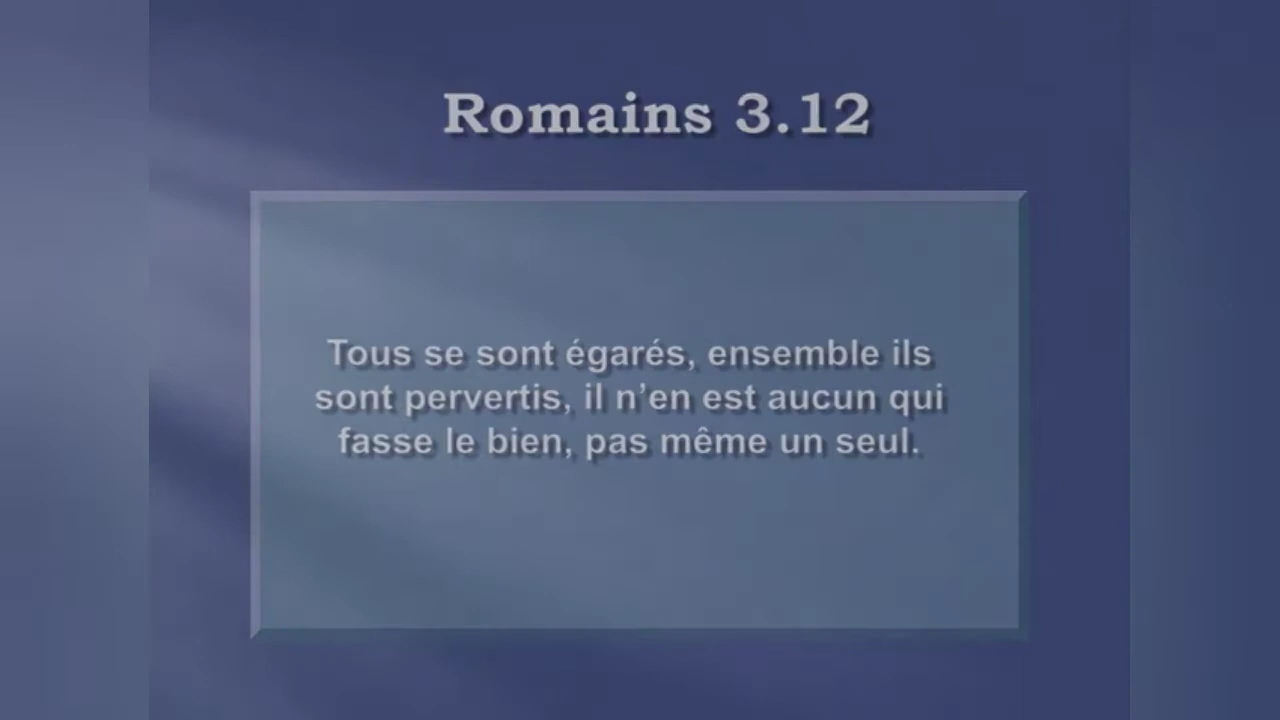 Romains 3.12
Tous se sont égarés, ensemble ils
sont pervertis, il n’en est aucun qui
fasse le bien, pas même un seul.